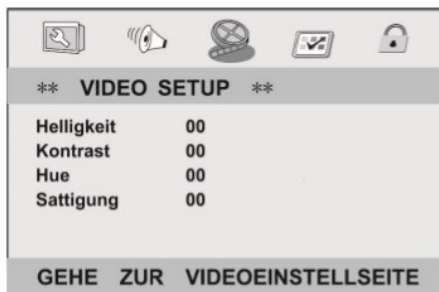 ** VIDEO SETUP **
Helligkeit 00
Kontrast 00
Hue 00
Sattigung 00
GEHE ZUR VIDEOEINSTELLSEITE